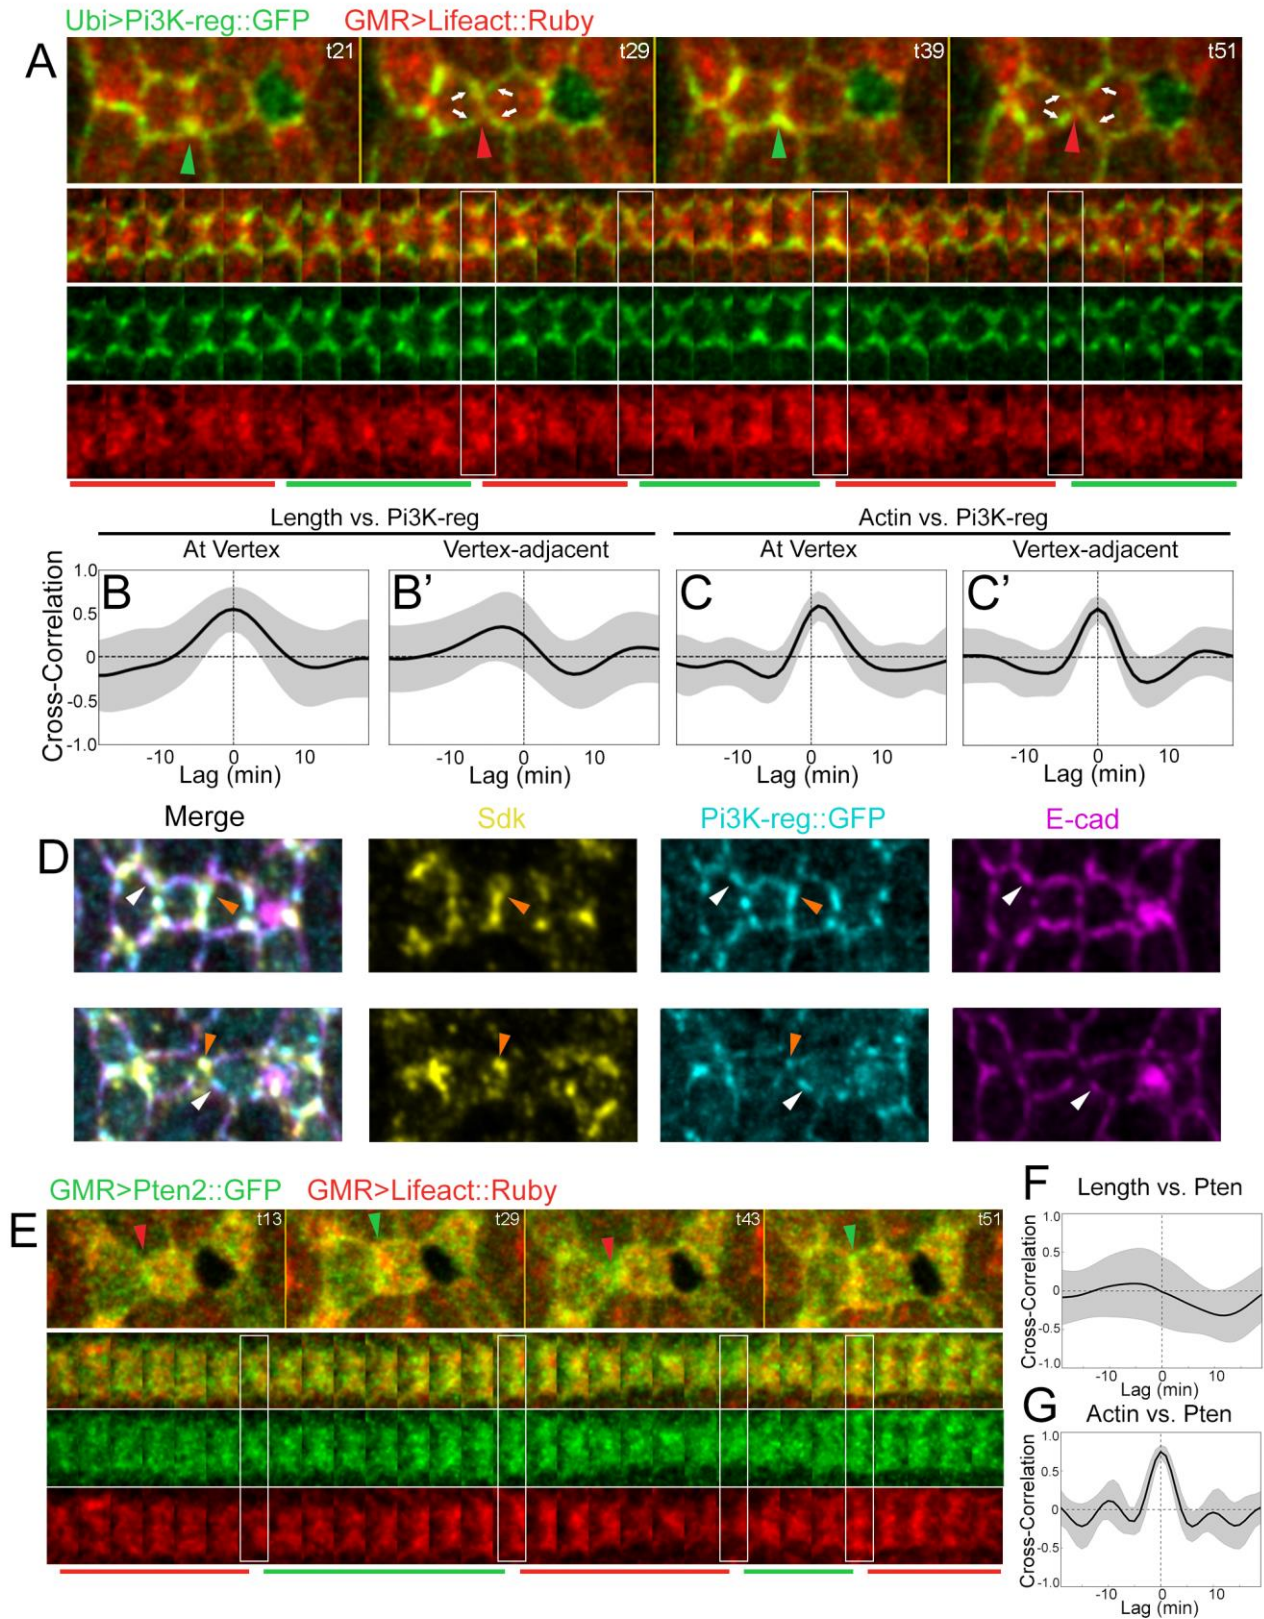 Ubi>Pi3K-reg::GFP GMR>Lifeact::Ruby
A
t21 t29 t39 t51
Length vs. Pi3K-reg Actin vs. Pi3K-reg
At Vertex Vertex-adjacent At Vertex Vertex-adjacent
B B' C C'
Cross-Correlation
1.0
0.5
0
-0.5
-1.0
-10 0 10 -10 0 10 -10 0 10 -10 0 10
Lag (min) Lag (min) Lag (min) Lag (min)
Merge Sdk Pi3K-reg::GFP E-cad
D
GMR>Pten2::GFP GMR>Lifeact::Ruby
E
t13 t29 t43 t51
F Length vs. Pten
Cross-Correlation
1.0
0.5
0
-0.5
-1.0
-10 0 10
Lag (min)
G Actin vs. Pten
Cross-Correlation
1.0
0.5
0
-0.5
-1.0
-10 0 10
Lag (min)